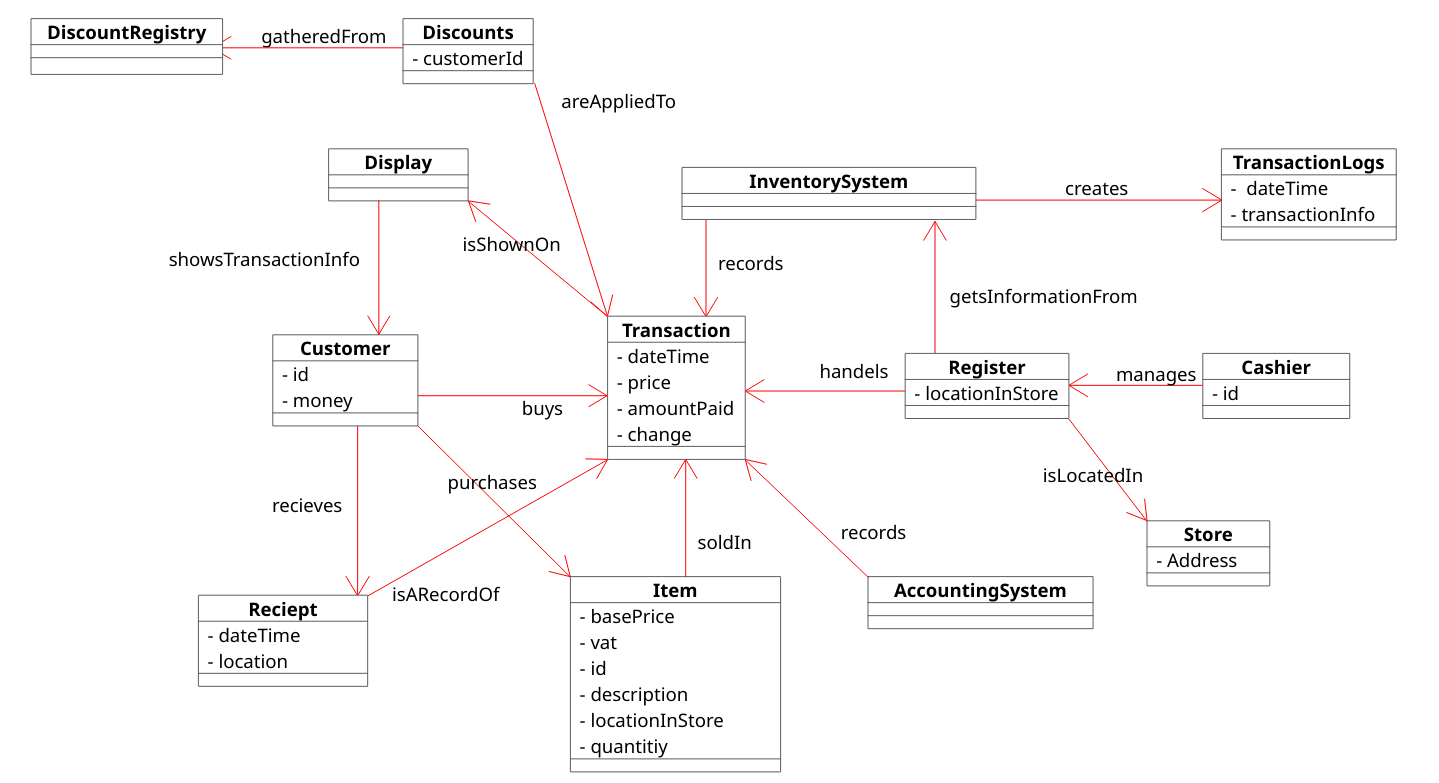 DiscountRegistry
gatheredFrom
Discounts
- customerId
areAppliedTo
Display
InventorySystem
creates
TransactionLogs
-  dateTime
- transactionInfo
showsTransactionInfo
isShownOn
records
getsInformationFrom
Customer
- id
- money
buys
Transaction
- dateTime
- price
- amountPaid
- change
handels
Register
- locationInStore
manages
Cashier
- id
recieves
purchases
isLocatedIn
soldIn
records
Store
- Address
Reciept
- dateTime
- location
isARecordOf
Item
- basePrice
- vat
- id
- description
- locationInStore
- quantitiy
AccountingSystem